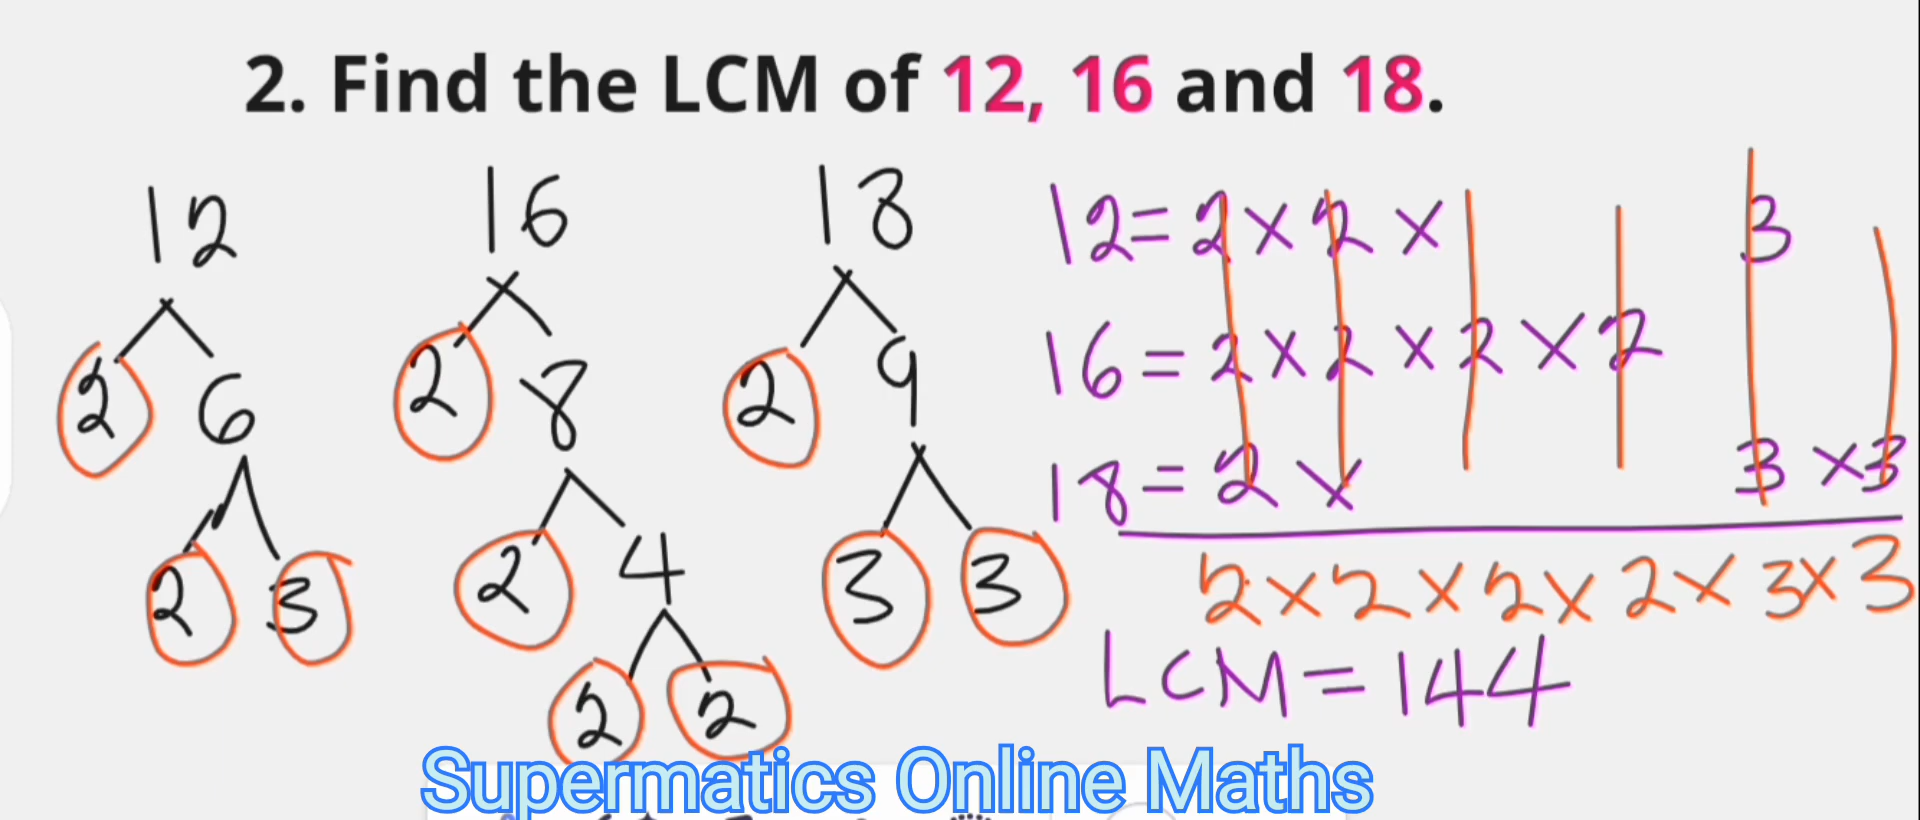 2. Find the LCM of 12, 16 and 18.
12 16 18
2 6 2 8 2 9
2 3 2 4 3 3
2 2
12 = 2 × 2 × 3
16 = 2 × 2 × 2 × 2
18 = 2 × 3 × 3
2 × 2 × 2 × 2 × 3 × 3
LCM = 144
Supermatics Online Maths